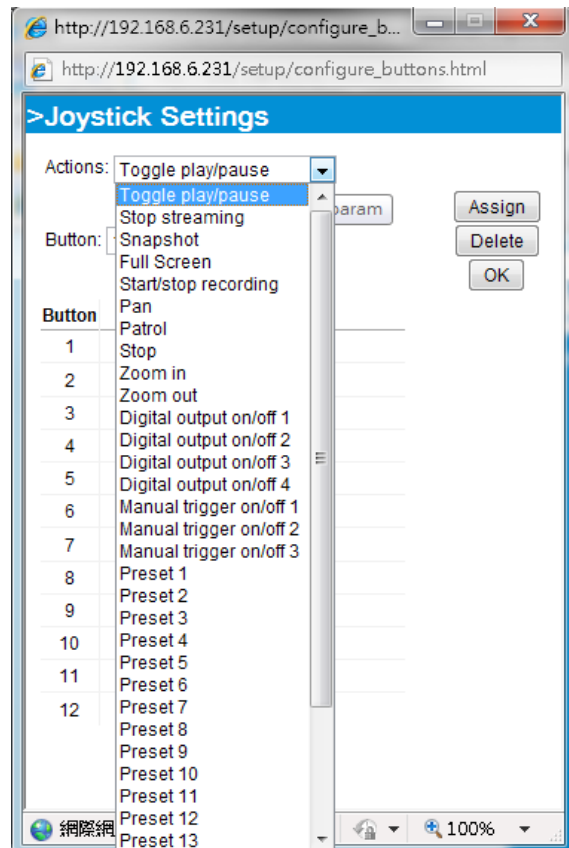 http://192.168.6.231/setup/configure_b...
http://192.168.6.231/setup/configure_buttons.html
>Joystick Settings
Actions: Toggle play/pause
Toggle play/pause
param
Assign
Stop streaming
Button:
Snapshot
Delete
Full Screen
OK
Start/stop recording
Button
Pan
Patrol
1
Stop
2
Zoom in
Zoom out
3
Digital output on/off 1
4
Digital output on/off 2
Digital output on/off 3
5
Digital output on/off 4
6
Manual trigger on/off 1
Manual trigger on/off 2
7
Manual trigger on/off 3
8
Preset 1
Preset 2
9
Preset 3
10
Preset 4
Preset 5
11
Preset 6
12
Preset 7
Preset 8
Preset 9
Preset 10
Preset 11
Preset 12
網際網
100%
Preset 13